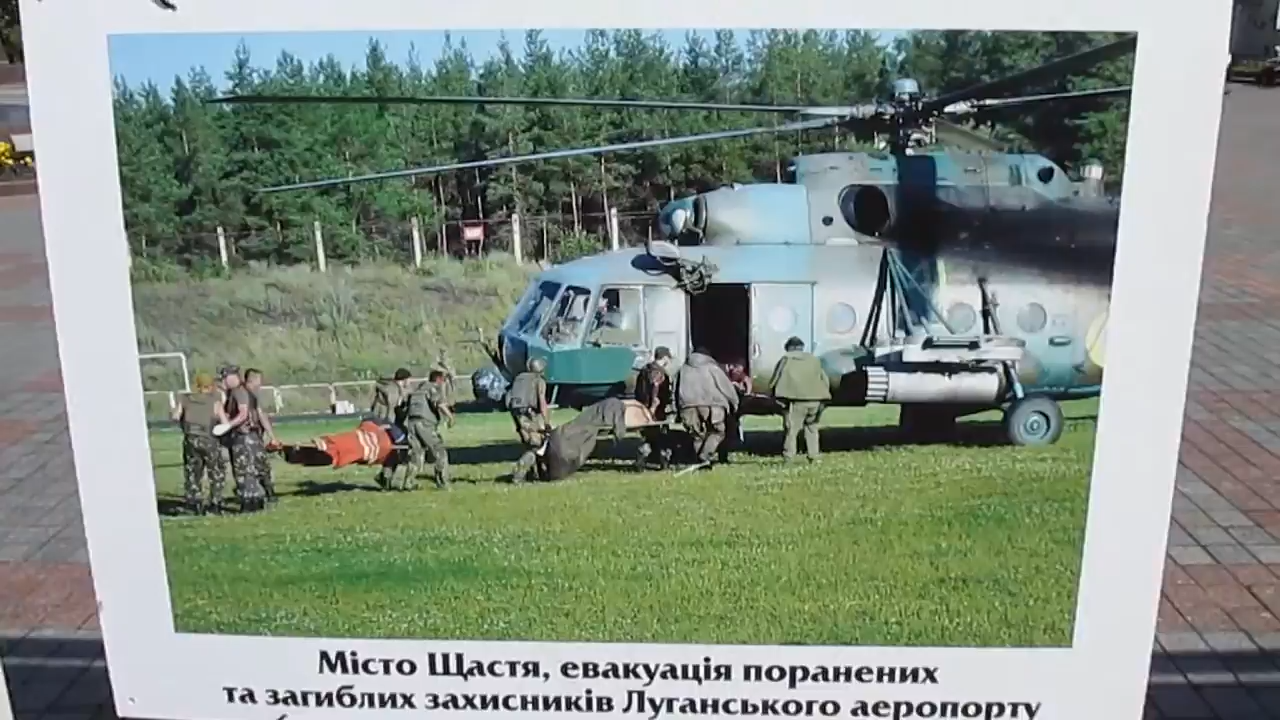 Місто Щастя, евакуація поранених
та загиблих захисників Луганського аеропорту